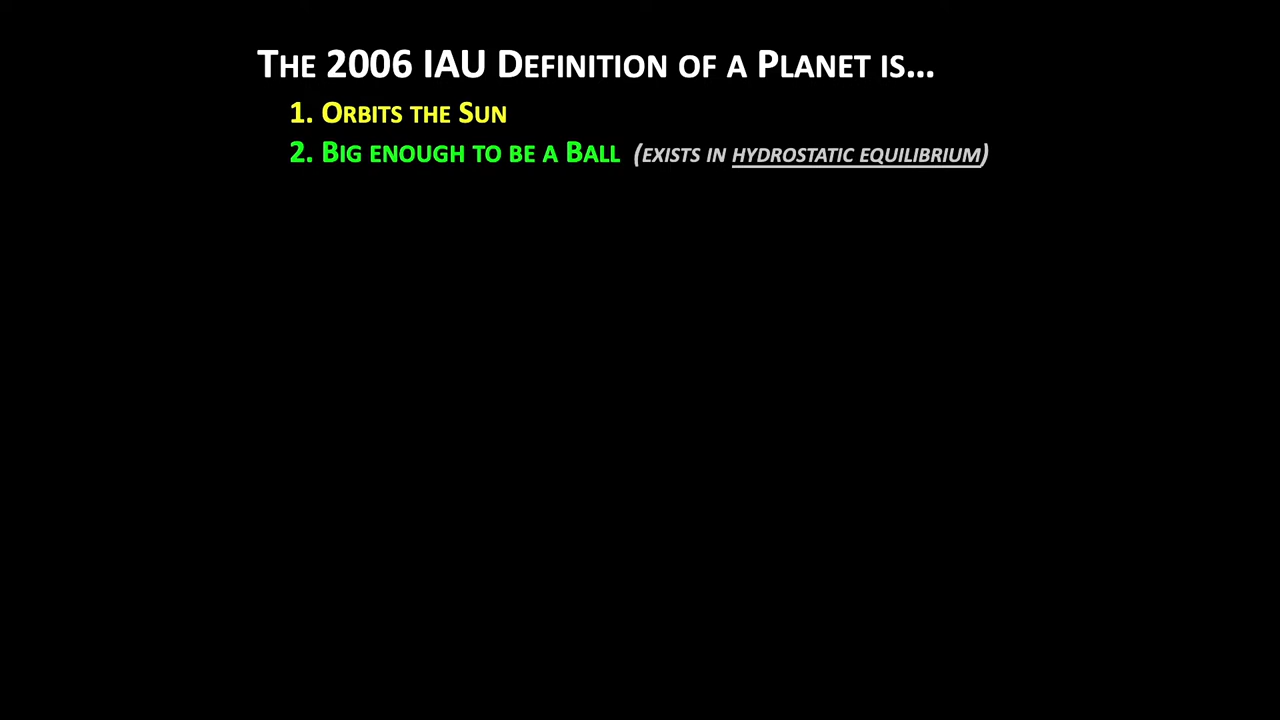 The 2006 IAU Definition of a Planet is...
1. Orbits the Sun
2. Big enough to be a Ball (exists in hydrostatic equilibrium)